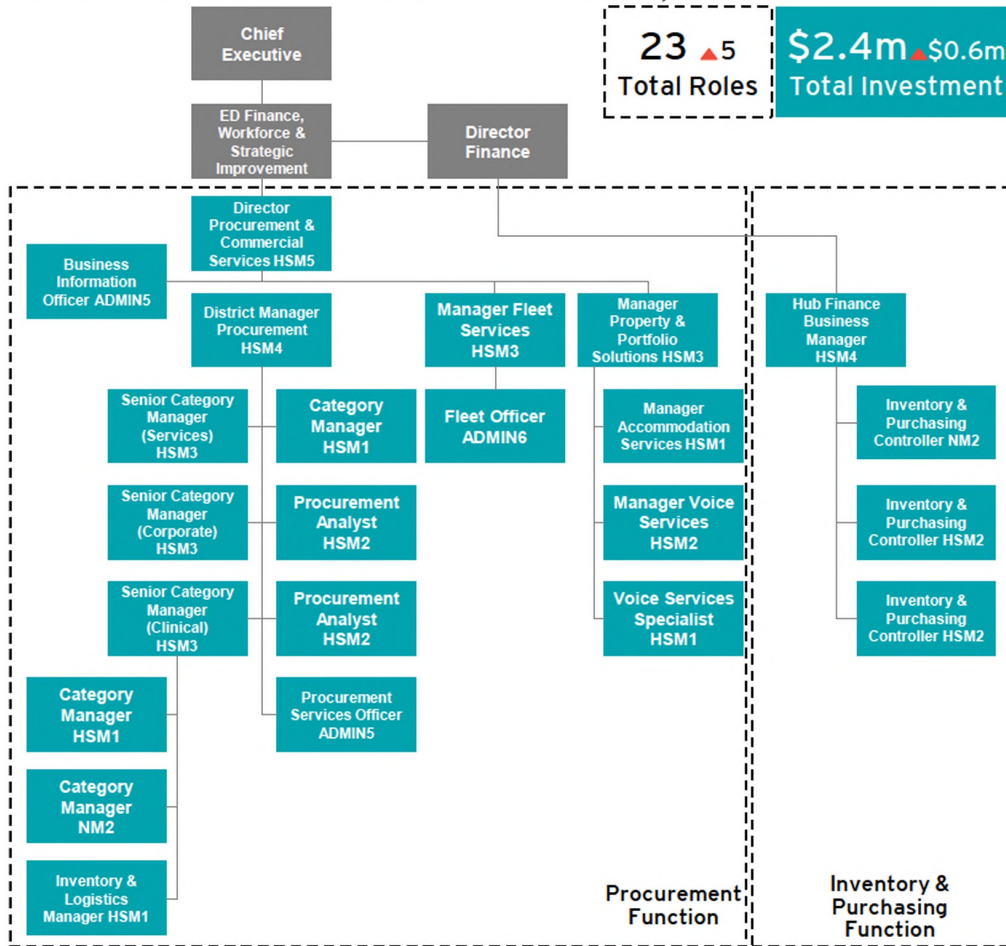 Chief
Executive
23 ▲5
Total Roles
$2.4m▲$0.6m
Total Investment
ED Finance,
Workforce &
Strategic
Improvement
Director
Finance
Director
Procurement &
Commercial
Services HSM5
Business
Information
Officer ADMIN5
District Manager
Procurement
HSM4
Manager Fleet
Services
HSM3
Manager
Property &
Portfolio
Solutions HSM3
Hub Finance
Business
Manager
HSM4
Senior Category
Manager
(Services)
HSM3
Category
Manager
HSM1
Fleet Officer
ADMIN6
Manager
Accommodation
Services HSM1
Inventory &
Purchasing
Controller NM2
Senior Category
Manager
(Corporate)
HSM3
Procurement
Analyst
HSM2
Manager Voice
Services
HSM2
Inventory &
Purchasing
Controller HSM2
Senior Category
Manager
(Clinical)
HSM3
Procurement
Analyst
HSM2
Voice Services
Specialist
HSM1
Inventory &
Purchasing
Controller HSM2
Category
Manager
HSM1
Procurement
Services Officer
ADMIN5
Category
Manager
NM2
Inventory &
Logistics
Manager HSM1
Procurement
Function
Inventory &
Purchasing
Function